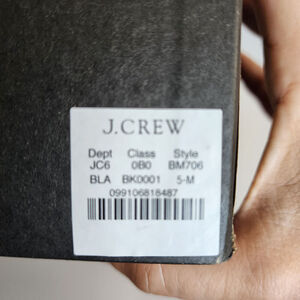 J.CREW
Dept Class Style
JC6 0B0 BM706
BLA BK0001 5-M
099106818487